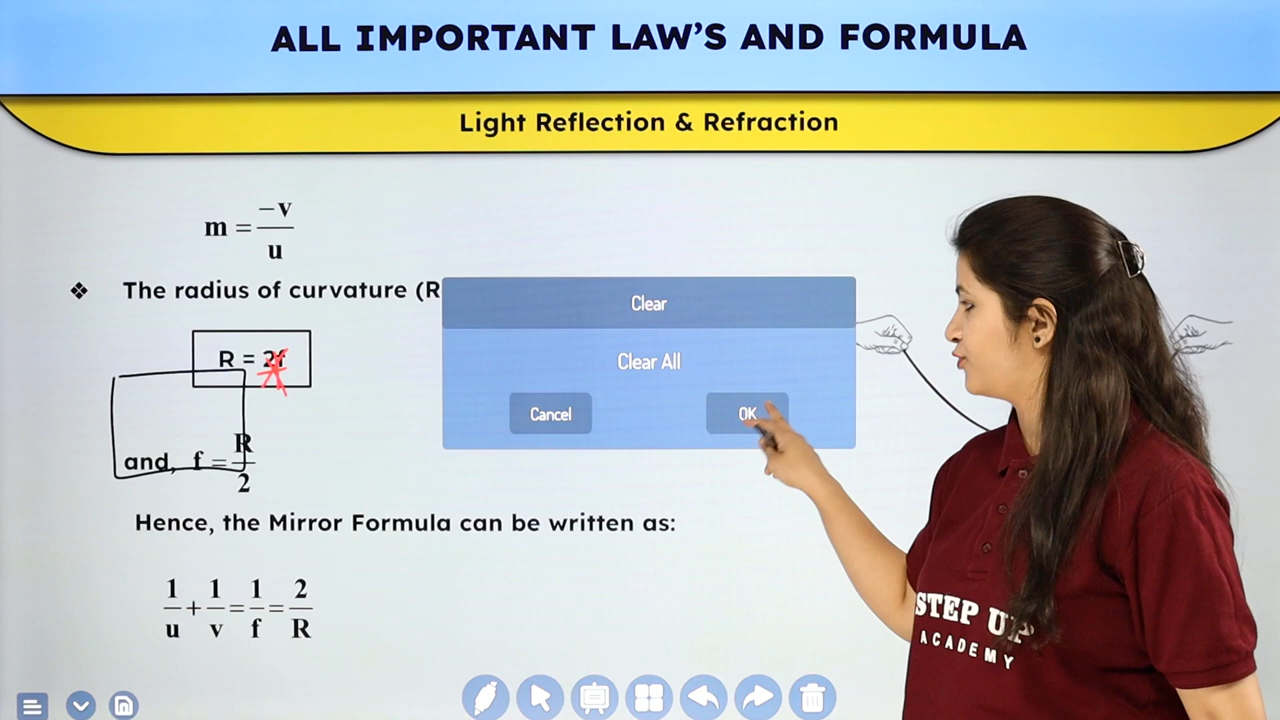 ALL IMPORTANT LAW'S AND FORMULA
Light Reflection & Refraction
m = -v/u
❖ The radius of curvature (R
R = 2f
and, f = R/2
Hence, the Mirror Formula can be written as:
1/u + 1/v = 1/f = 2/R
Clear
Clear All
Cancel OK
STEP UP
ACADEMY